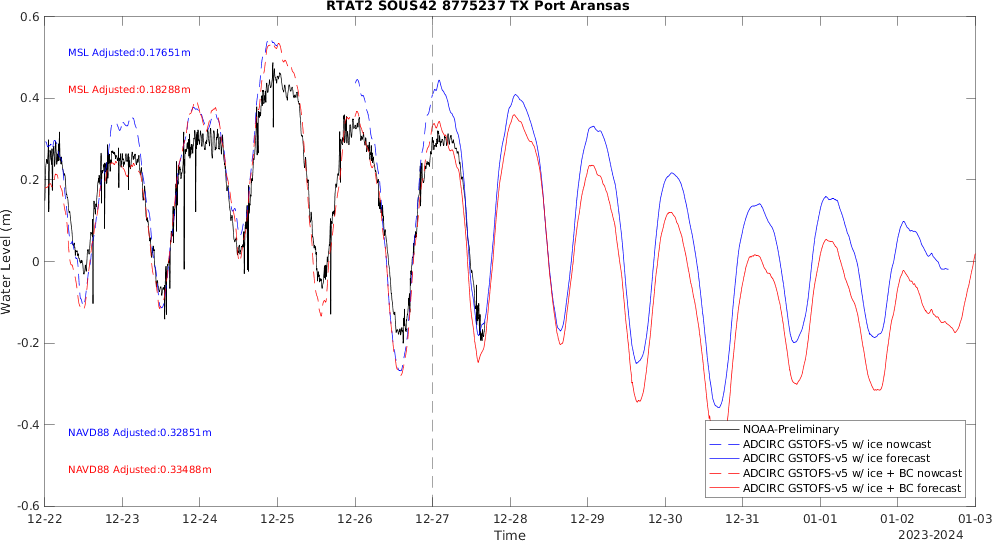 RTAT2 SOUS42 8775237 TX Port Aransas
0.6
MSL Adjusted:0.17651m
MSL Adjusted:0.18288m
0.4
0.2
0
-0.2
-0.4
-0.6
Water Level (m)
NAVD88 Adjusted:0.32851m
NAVD88 Adjusted:0.33488m
NOAA-Preliminary
ADCIRC GSTOFS-v5 w/ ice nowcast
ADCIRC GSTOFS-v5 w/ ice forecast
ADCIRC GSTOFS-v5 w/ ice + BC nowcast
ADCIRC GSTOFS-v5 w/ ice + BC forecast
12-22 12-23 12-24 12-25 12-26 12-27 12-28 12-29 12-30 12-31 01-01 01-02 01-03
Time
2023-2024